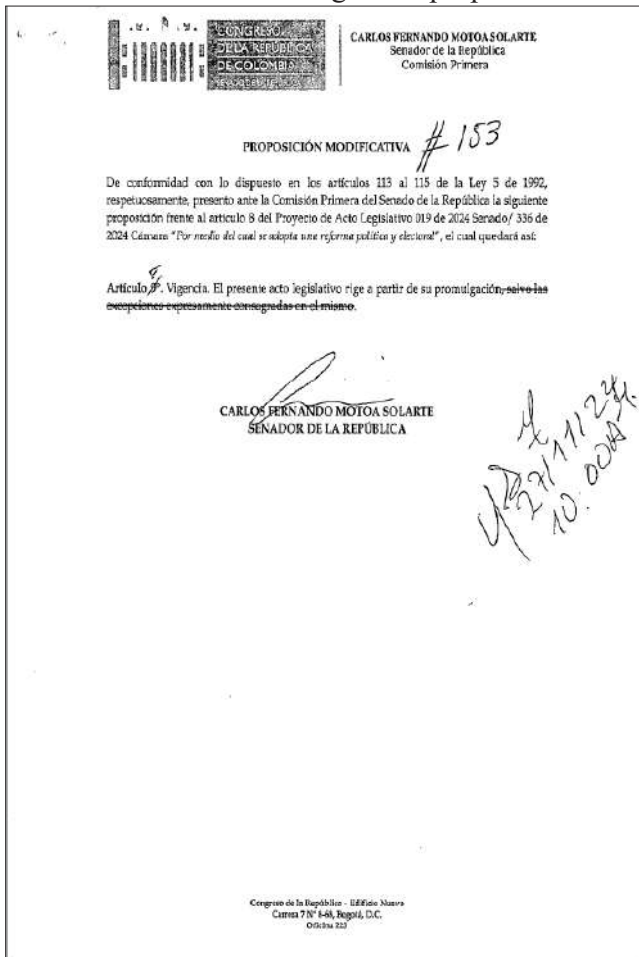 CONGRESO
DE LA REPÚBLICA
DE COLOMBIA
CARLOS FERNANDO MOTOA SOLARTE
Senador de la República
Comisión Primera
PROPOSICIÓN MODIFICATIVA # 153
De conformidad con lo dispuesto en los artículos 113 al 115 de la Ley 5 de 1992,
respetuosamente, presento ante la Comisión Primera del Senado de la República la siguiente
proposición frente al artículo 8 del Proyecto de Acto Legislativo 019 de 2024 Senado/ 336 de
2024 Cámara "Por medio del cual se adopta una reforma política y electoral", el cual quedará así:
Artículo. Vigencia. El presente acto legislativo rige a partir de su promulgación, salvo las
excepciones expresamente consagradas en el mismo.
CARLOS FERNANDO MOTOA SOLARTE
SENADOR DE LA REPÚBLICA
27/11/24
10:00A
Congreso de la República - Edificio Nuevo
Carrera 7 N° 8-68, Bogotá, D.C.
Oficina 223